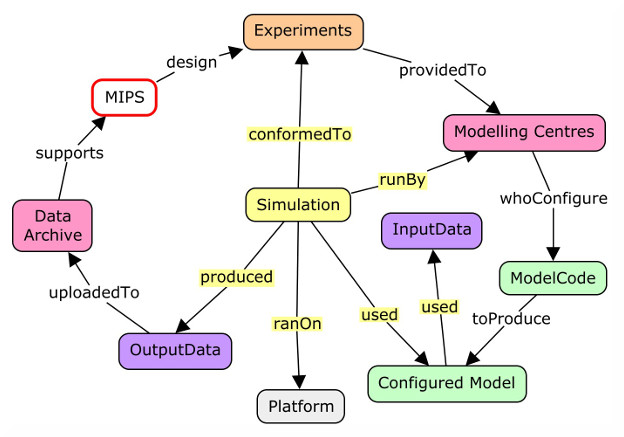 Experiments
design
providedTo
MIPS
conformedTo
Modelling Centres
supports
runBy
whoConfigure
Simulation
Data
Archive
InputData
produced
ModelCode
uploadedTo
ranOn
used
used
toProduce
OutputData
Configured Model
Platform